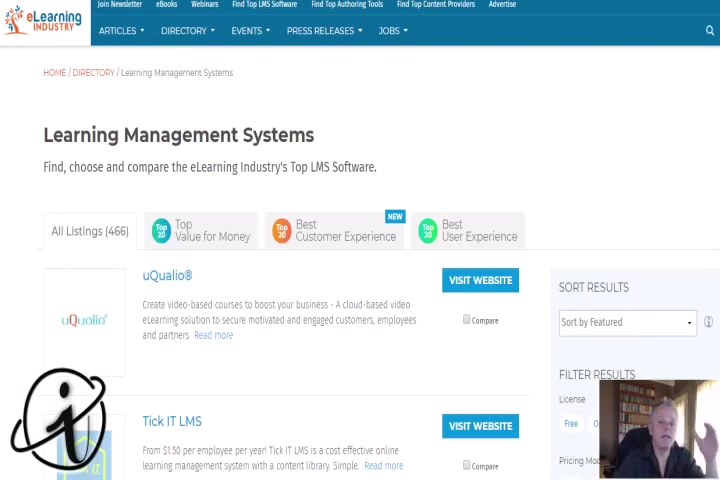 Join Newsletter eBooks Webinars Find Top LMS Software Find Top Authoring Tools Find Top Content Providers Advertise
eLearning
INDUSTRY
ARTICLES DIRECTORY EVENTS PRESS RELEASES JOBS
HOME / DIRECTORY / Learning Management Systems
Learning Management Systems
Find, choose and compare the eLearning Industry's Top LMS Software.
All Listings (466)
Top
20
Top
Value for Money
Top
20
Best
Customer Experience
NEW
Top
20
Best
User Experience
uQualio
uQualio®
Create video-based courses to boost your business - A cloud-based video
eLearning solution to secure motivated and engaged customers, employees
and partners Read more
VISIT WEBSITE
Compare
SORT RESULTS
Sort by Featured
FILTER RESULTS
License
Free
Pricing
i
Tick IT LMS
From $1.50 per employee per year! Tick IT LMS is a cost effective online
learning management system with a content library. Simple. Read more
VISIT WEBSITE
Compare